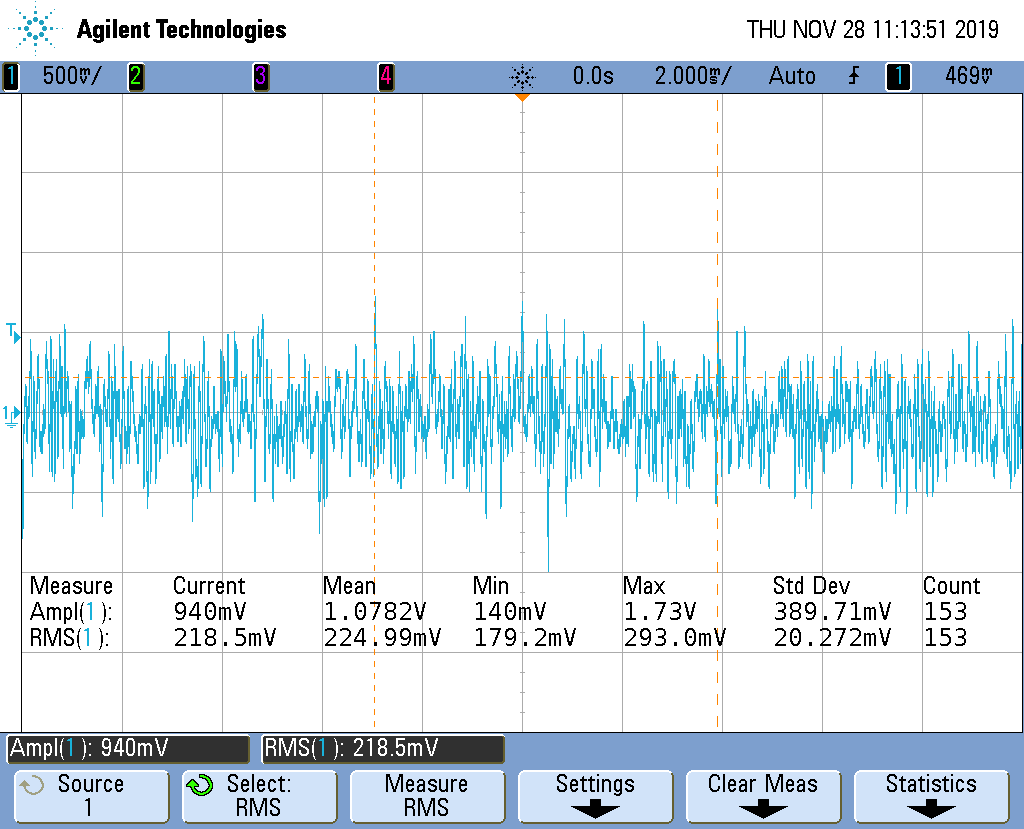 Agilent Technologies THU NOV 28 11:13:51 2019
1 500mV/ 2 3 4 0.0s 2.000ms/ Auto 1 469mV
T
1
Measure Current Mean Min Max Std Dev Count
Ampl(1): 940mV 1.0782V 140mV 1.73V 389.71mV 153
RMS(1): 218.5mV 224.99mV 179.2mV 293.0mV 20.272mV 153
Ampl(1): 940mV RMS(1): 218.5mV
Source Select: Measure Settings Clear Meas Statistics
1 RMS RMS